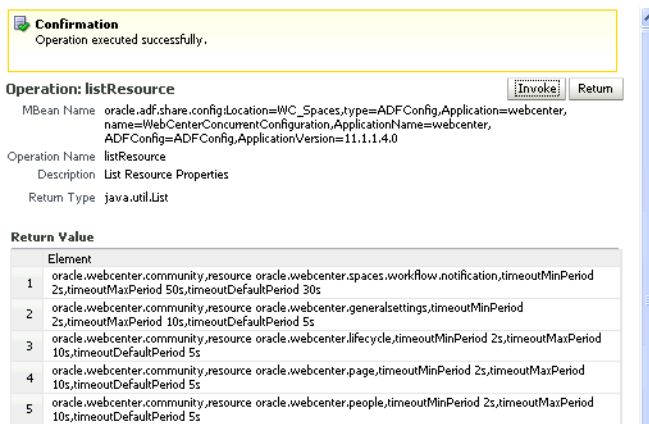 Confirmation
Operation executed successfully.
Operation: listResource
Invoke Return
MBean Name oracle.adf.share.config:Location=WC_Spaces,type=ADFConfig,Application=webcenter,
name=WebCenterConcurrentConfiguration,ApplicationName=webcenter,
ADFConfig=ADFConfig,ApplicationVersion=11.1.1.4.0
Operation Name listResource
Description List Resource Properties
Return Type java.util.List
Return Value
Element
1 oracle.webcenter.community,resource oracle.webcenter.spaces.workflow.notification,timeoutMinPeriod
2s,timeoutMaxPeriod 50s,timeoutDefaultPeriod 30s
2 oracle.webcenter.community,resource oracle.webcenter.generalsettings,timeoutMinPeriod
2s,timeoutMaxPeriod 10s,timeoutDefaultPeriod 5s
3 oracle.webcenter.community,resource oracle.webcenter.lifecycle,timeoutMinPeriod 2s,timeoutMaxPeriod
10s,timeoutDefaultPeriod 5s
4 oracle.webcenter.community,resource oracle.webcenter.page,timeoutMinPeriod 2s,timeoutMaxPeriod
10s,timeoutDefaultPeriod 5s
5 oracle.webcenter.community,resource oracle.webcenter.people,timeoutMinPeriod 2s,timeoutMaxPeriod
10s,timeoutDefaultPeriod 5s